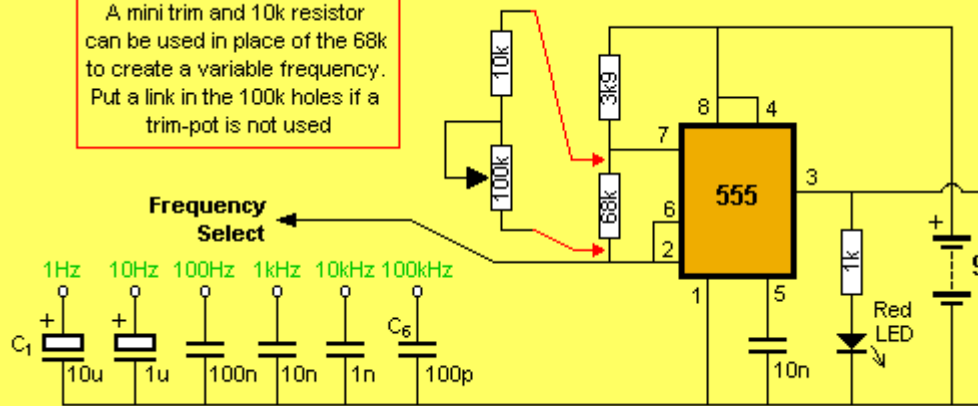 A mini trim and 10k resistor
can be used in place of the 68k
to create a variable frequency.
Put a link in the 100k holes if a
trim-pot is not used
10k
100k
3k9
68k
8
4
7
6
2
555
3
1
5
1k
+
Frequency
Select
1Hz 10Hz 100Hz 1kHz 10kHz 100kHz
+ +
C1
C6
10u 1u 100n 10n 1n 100p
10n
Red
LED